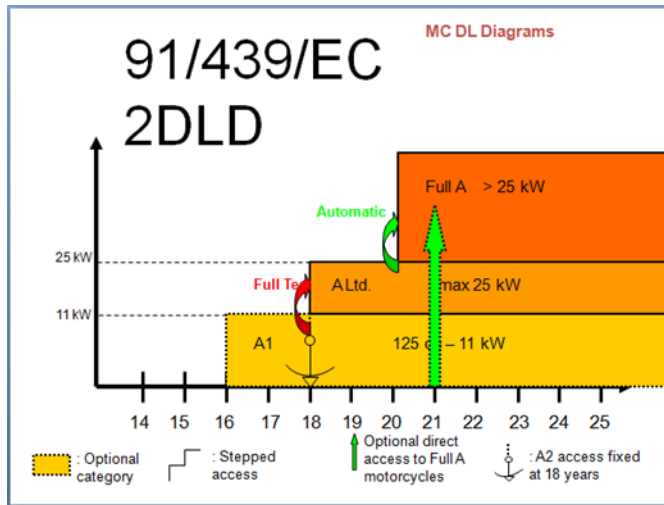 MC DL Diagrams
91/439/EC
2DLD
Full A > 25 kW
Automatic
25 kW
Full Te
A Ltd. max 25 kW
11 kW
A1 125 – 11 kW
14 15 16 17 18 19 20 21 22 23 24 25
: Optional category
: Stepped access
Optional direct access to Full A motorcycles
: A2 access fixed at 18 years